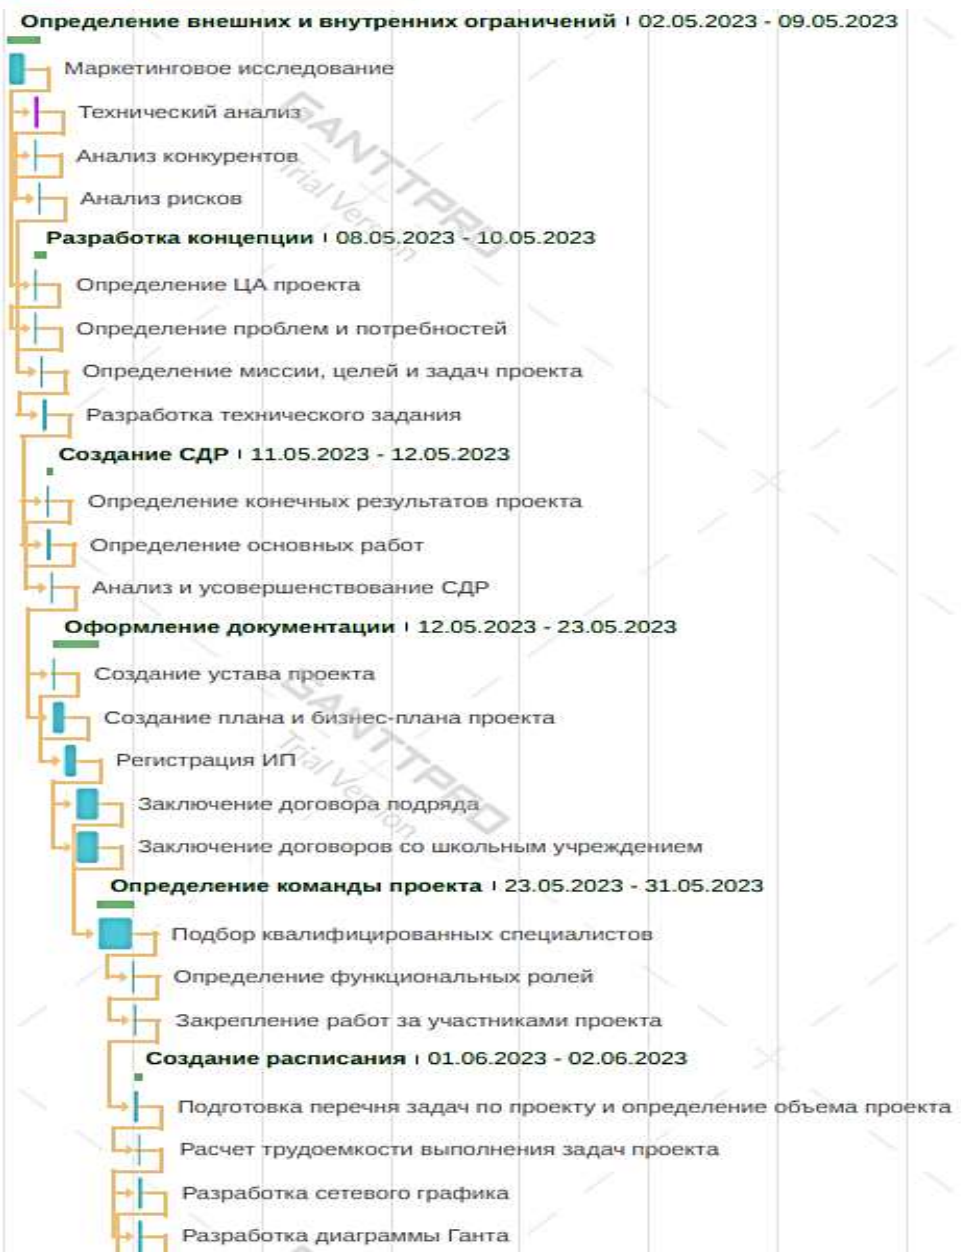 Определение внешних и внутренних ограничений I 02.05.2023 - 09.05.2023
Маркетинговое исследование
Технический анализ
Анализ конкурентов
Анализ рисков
GANTTPRO
Trial Version
Разработка концепции I 08.05.2023 - 10.05.2023
Определение ЦА проекта
Определение проблем и потребностей
Определение миссии, целей и задач проекта
Разработка технического задания
Создание СДР I 11.05.2023 - 12.05.2023
Определение конечных результатов проекта
Определение основных работ
Анализ и усовершенствование СДР
Оформление документации I 12.05.2023 - 23.05.2023
Создание устава проекта
Создание плана и бизнес-плана проекта
Регистрация ИП
GANTTPRO
Trial Version
Заключение договора подряда
Заключение договоров со школьным учреждением
Определение команды проекта I 23.05.2023 - 31.05.2023
Подбор квалифицированных специалистов
Определение функциональных ролей
Закрепление работ за участниками проекта
Создание расписания I 01.06.2023 - 02.06.2023
Подготовка перечня задач по проекту и определение объема проекта
Расчет трудоемкости выполнения задач проекта
Разработка сетевого графика
Разработка диаграммы Ганта